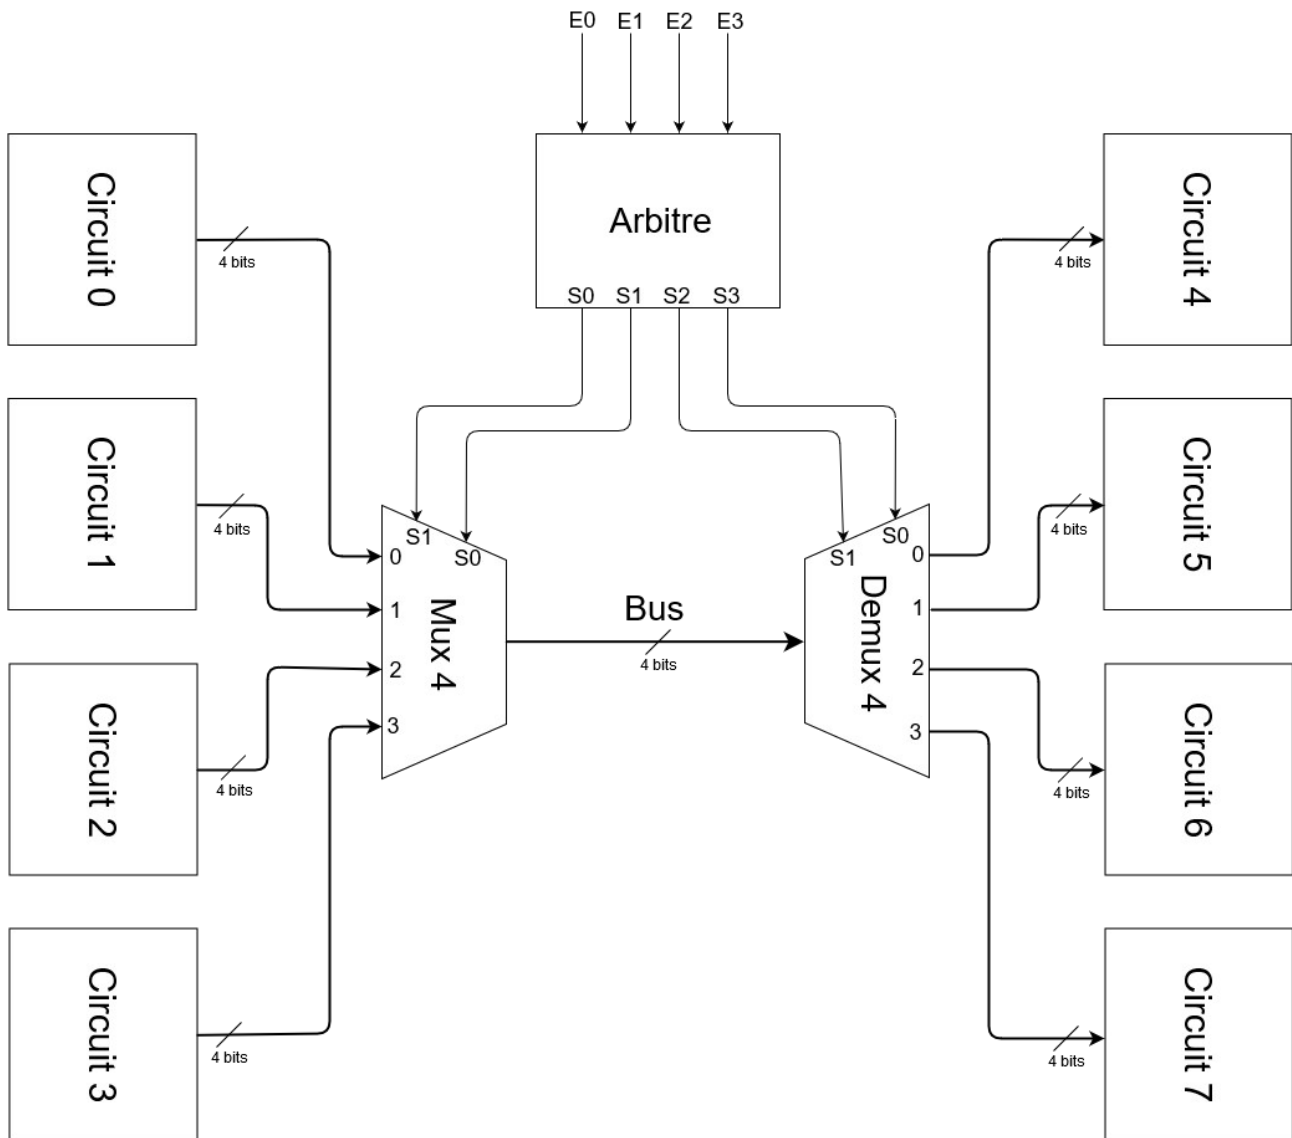 E0 E1 E2 E3
Arbitre
S0 S1 S2 S3
Circuit 0
4 bits
Circuit 1
4 bits
Circuit 2
4 bits
Circuit 3
4 bits
S1
S0
0
1
2
3
Mux 4
Bus
4 bits
S1
S0
Demux 4
0
1
2
3
4 bits
Circuit 4
4 bits
Circuit 5
4 bits
Circuit 6
4 bits
Circuit 7